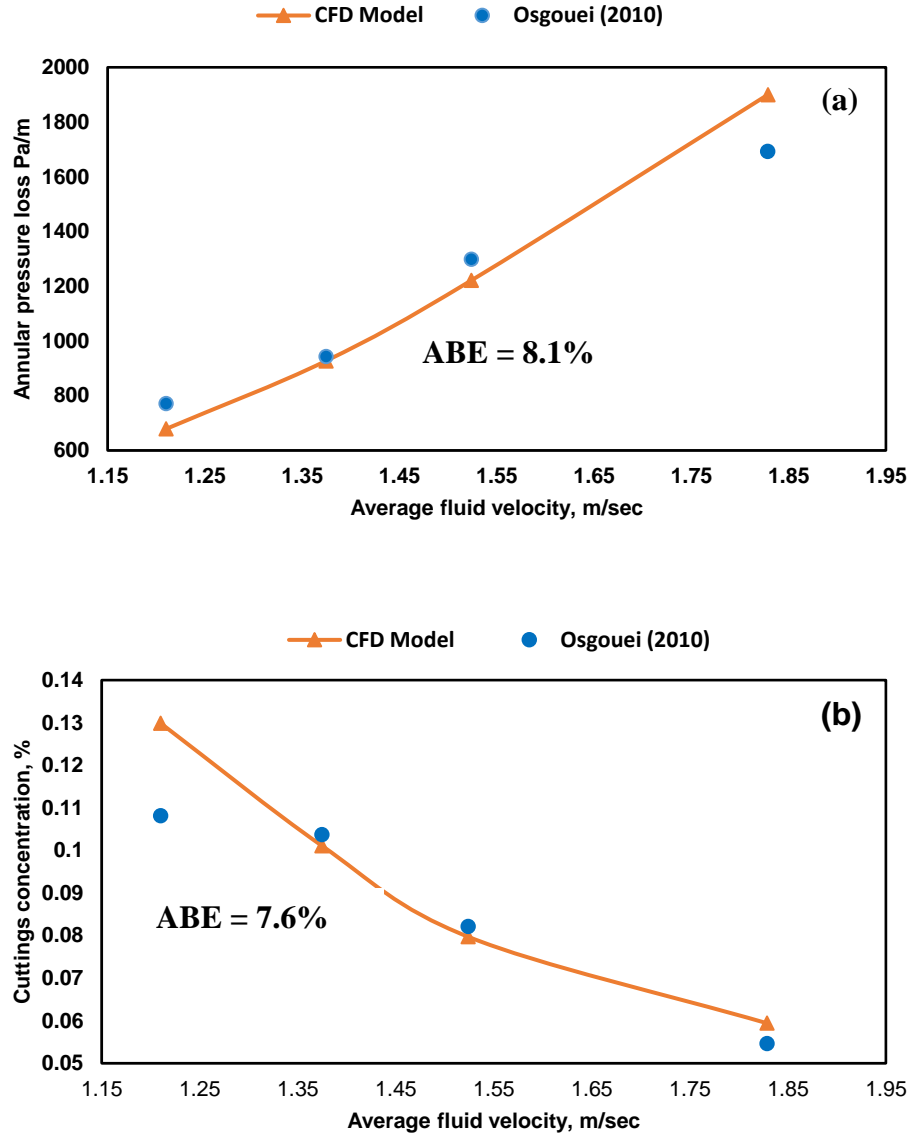 CFD Model Osgouei (2010)
2000
1800
1600
1400
1200
1000
800
600
Annular pressure loss Pa/m
(a)
ABE = 8.1%
1.15 1.25 1.35 1.45 1.55 1.65 1.75 1.85 1.95
Average fluid velocity, m/sec
CFD Model Osgouei (2010)
0.14
0.13
0.12
0.11
0.1
0.09
0.08
0.07
0.06
0.05
Cuttings concentration, %
(b)
ABE = 7.6%
1.15 1.25 1.35 1.45 1.55 1.65 1.75 1.85 1.95
Average fluid velocity, m/sec